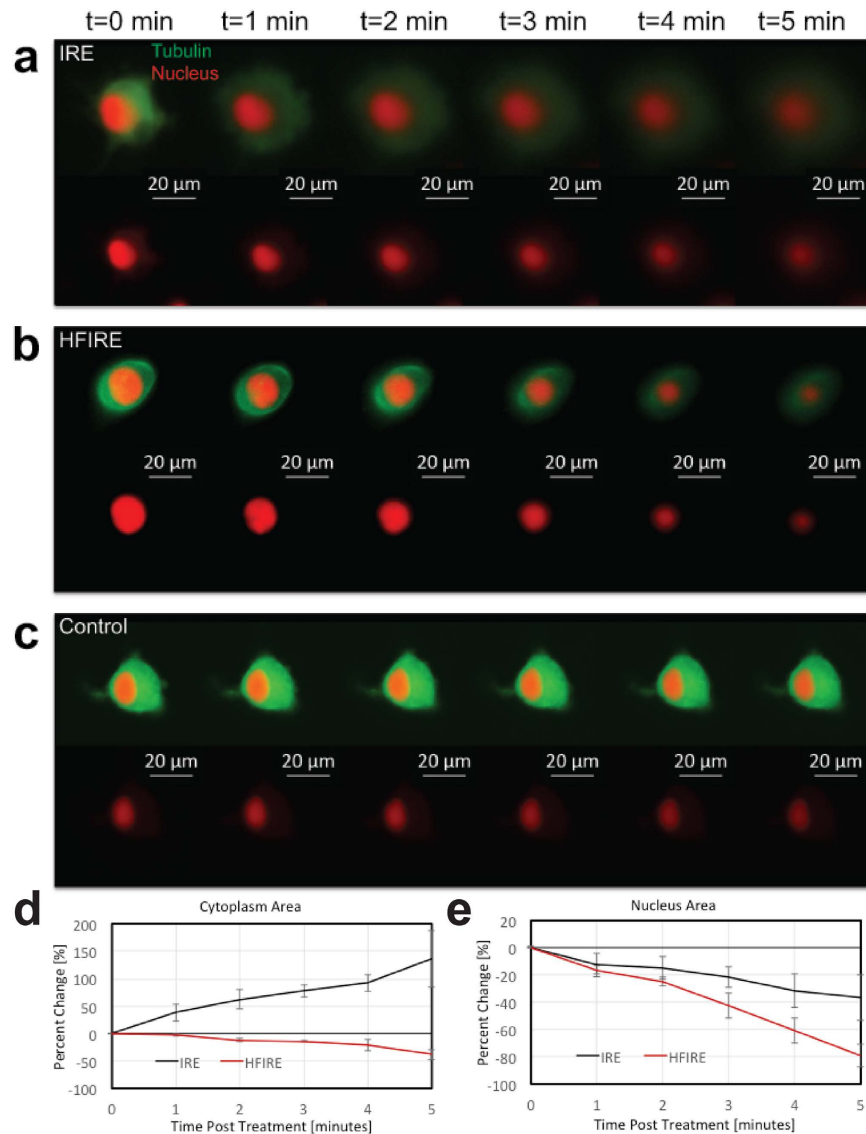 t=0 min t=1 min t=2 min t=3 min t=4 min t=5 min
a
IRE
Tubulin
Nucleus
20 µm 20 µm 20 µm 20 µm 20 µm 20 µm
b
HFIRE
20 µm 20 µm 20 µm 20 µm 20 µm 20 µm
c
Control
20 µm 20 µm 20 µm 20 µm 20 µm 20 µm
d
Cytoplasm Area
Percent Change [%]
200
150
100
50
0
-50
-100
IRE HFIRE
0 1 2 3 4 5
Time Post Treatment [minutes]
e
Nucleus Area
Percent Change [%]
20
0
-20
-40
-60
-80
-100
IRE HFIRE
0 1 2 3 4 5
Time Post Treatment [minutes]